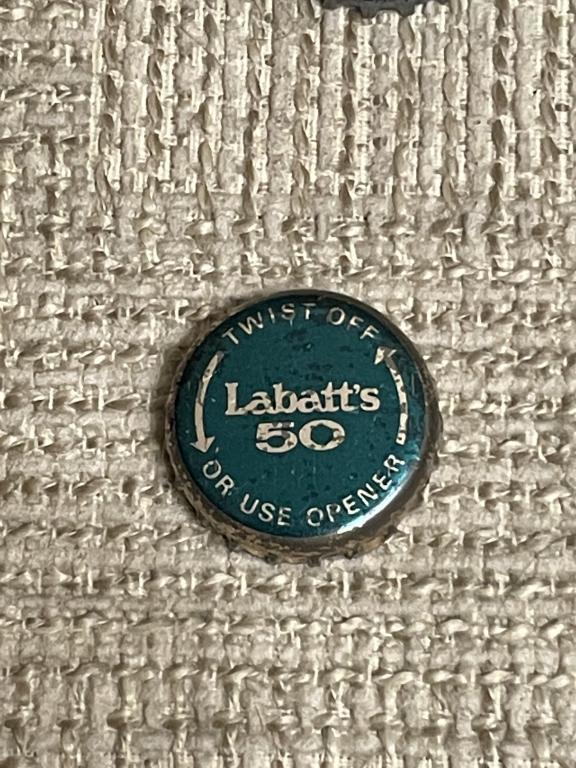 TWIST OFF
Labatt's
50
OR USE OPENER